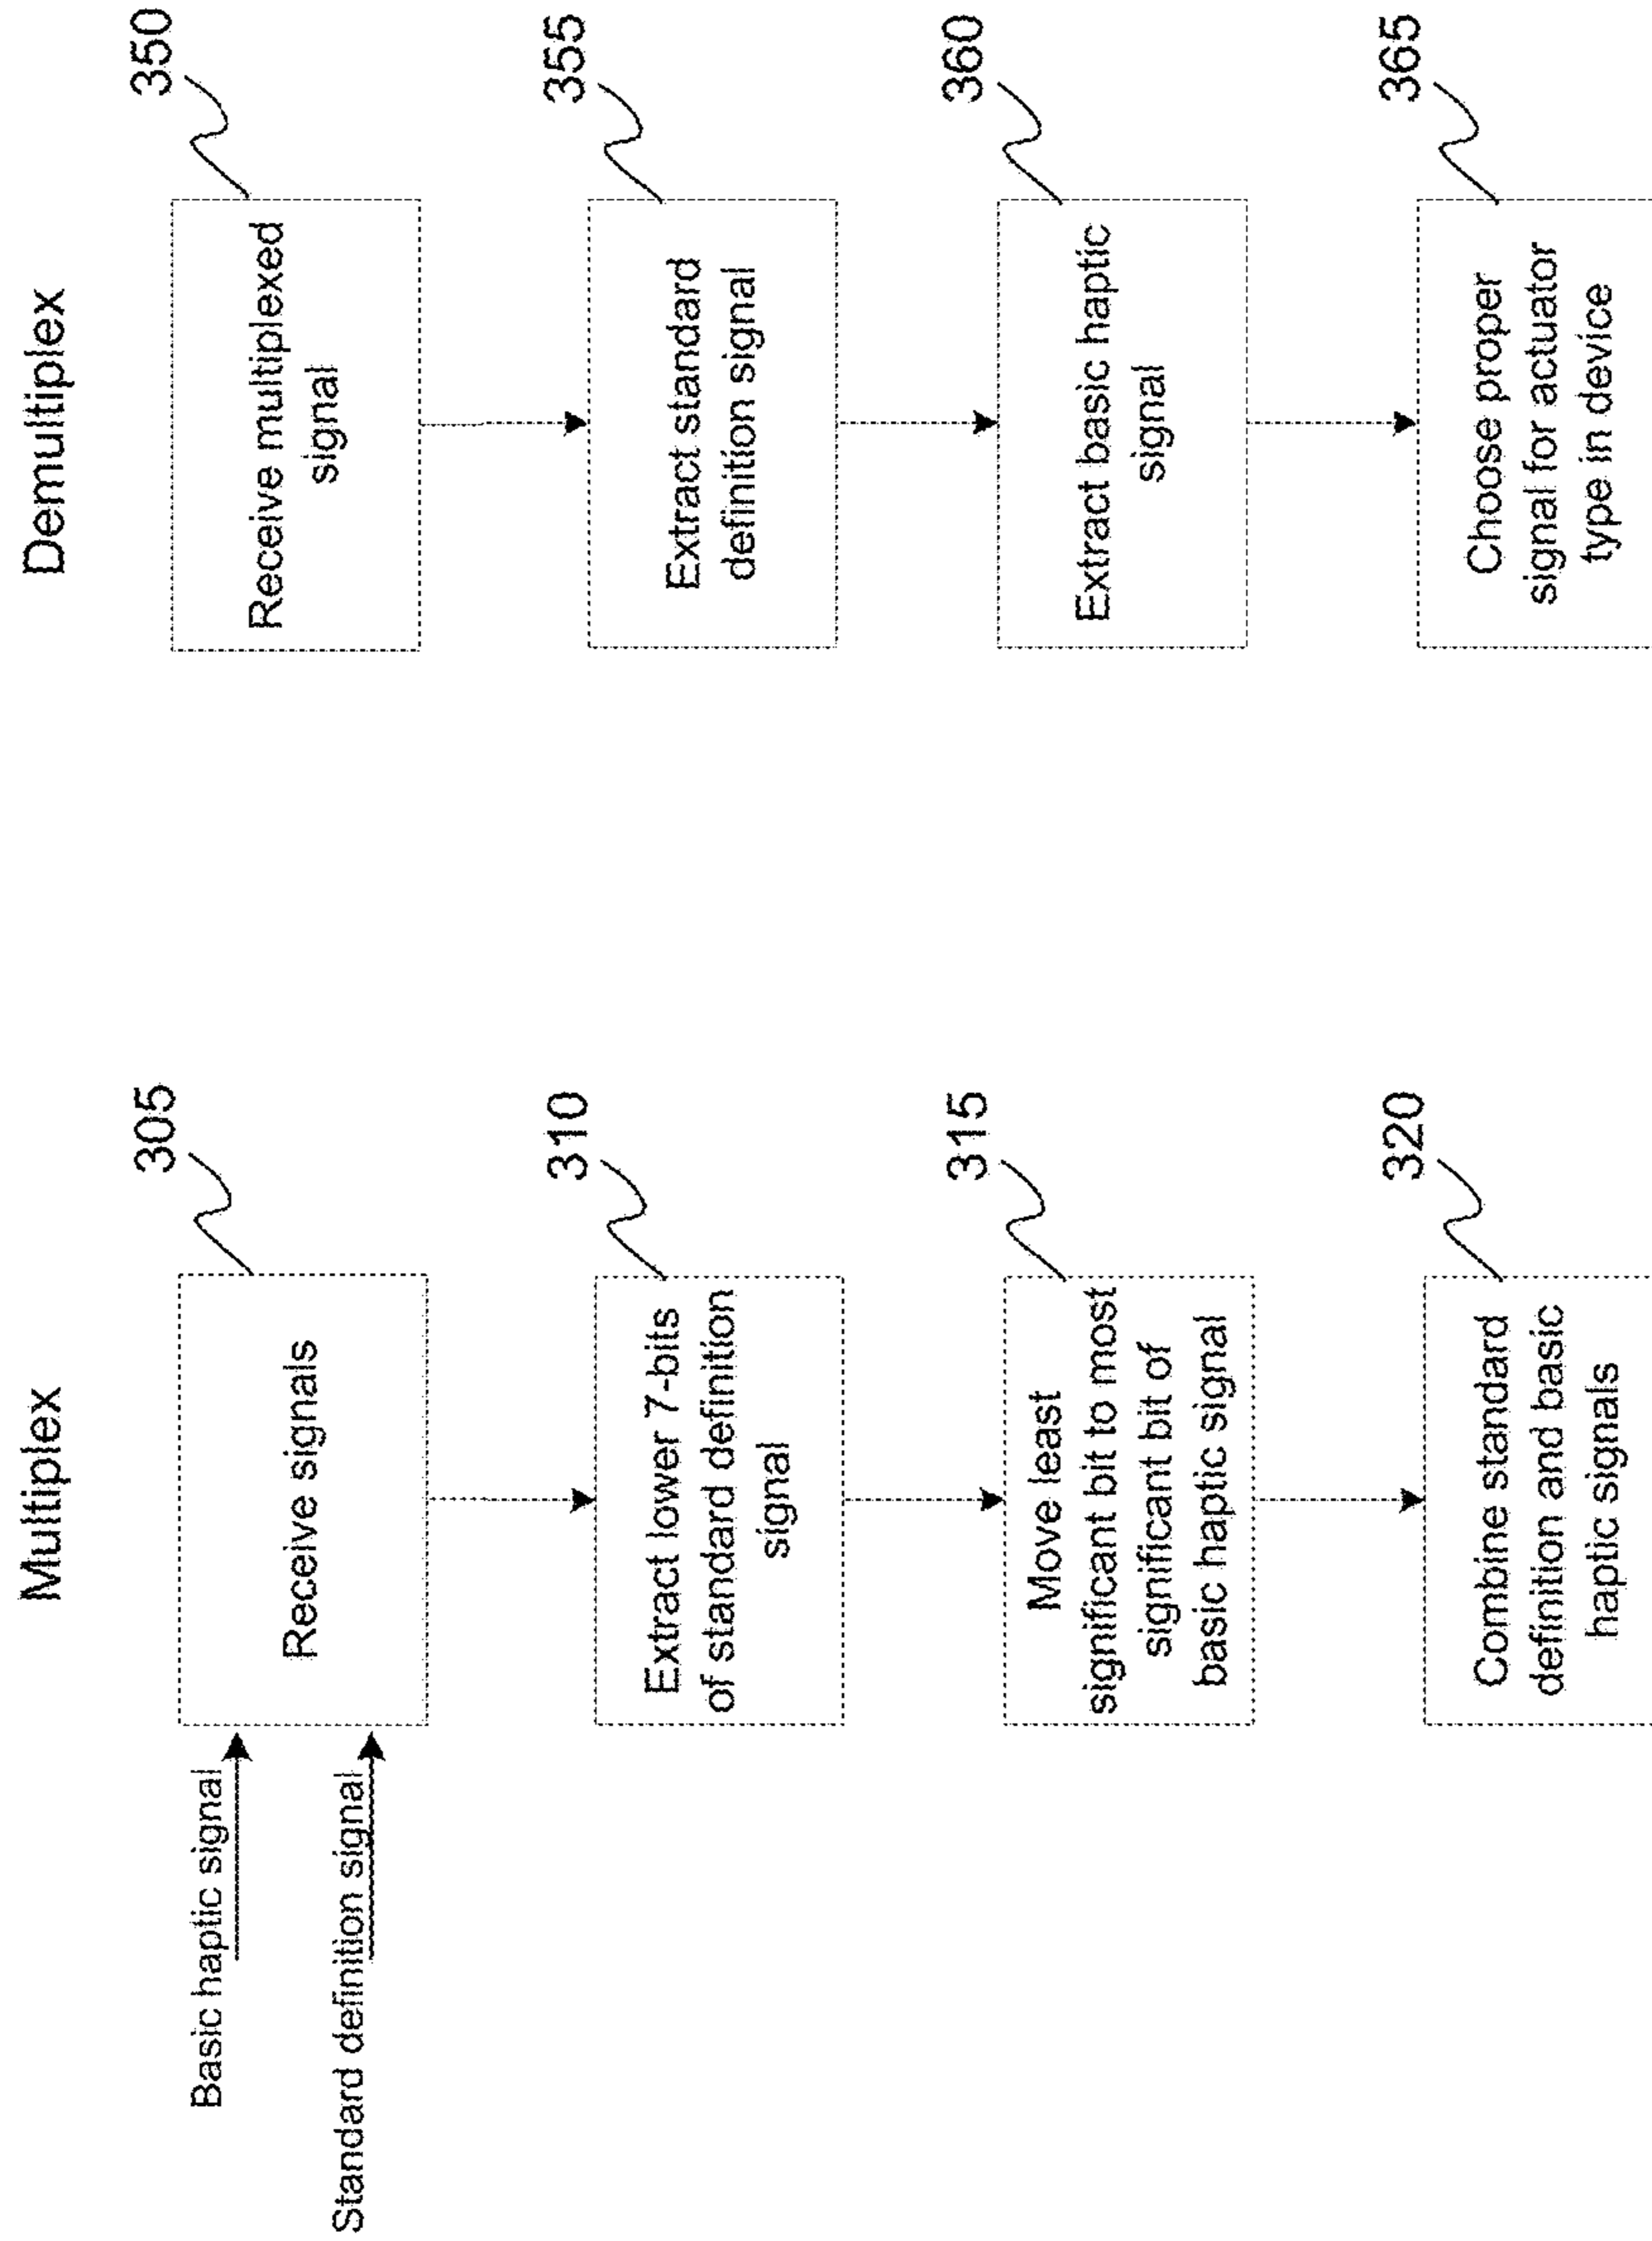 Multiplex
Basic haptic signal
Standard definition signal
Receive signals
305
Extract lower 7-bits
of standard definition
signal
310
Move least
significant bit to most
significant bit of
basic haptic signal
315
Combine standard
definition and basic
haptic signals
320
Demultiplex
Receive multiplexed
signal
350
Extract standard
definition signal
355
Extract basic haptic
signal
360
Choose proper
signal for actuator
type in device
365